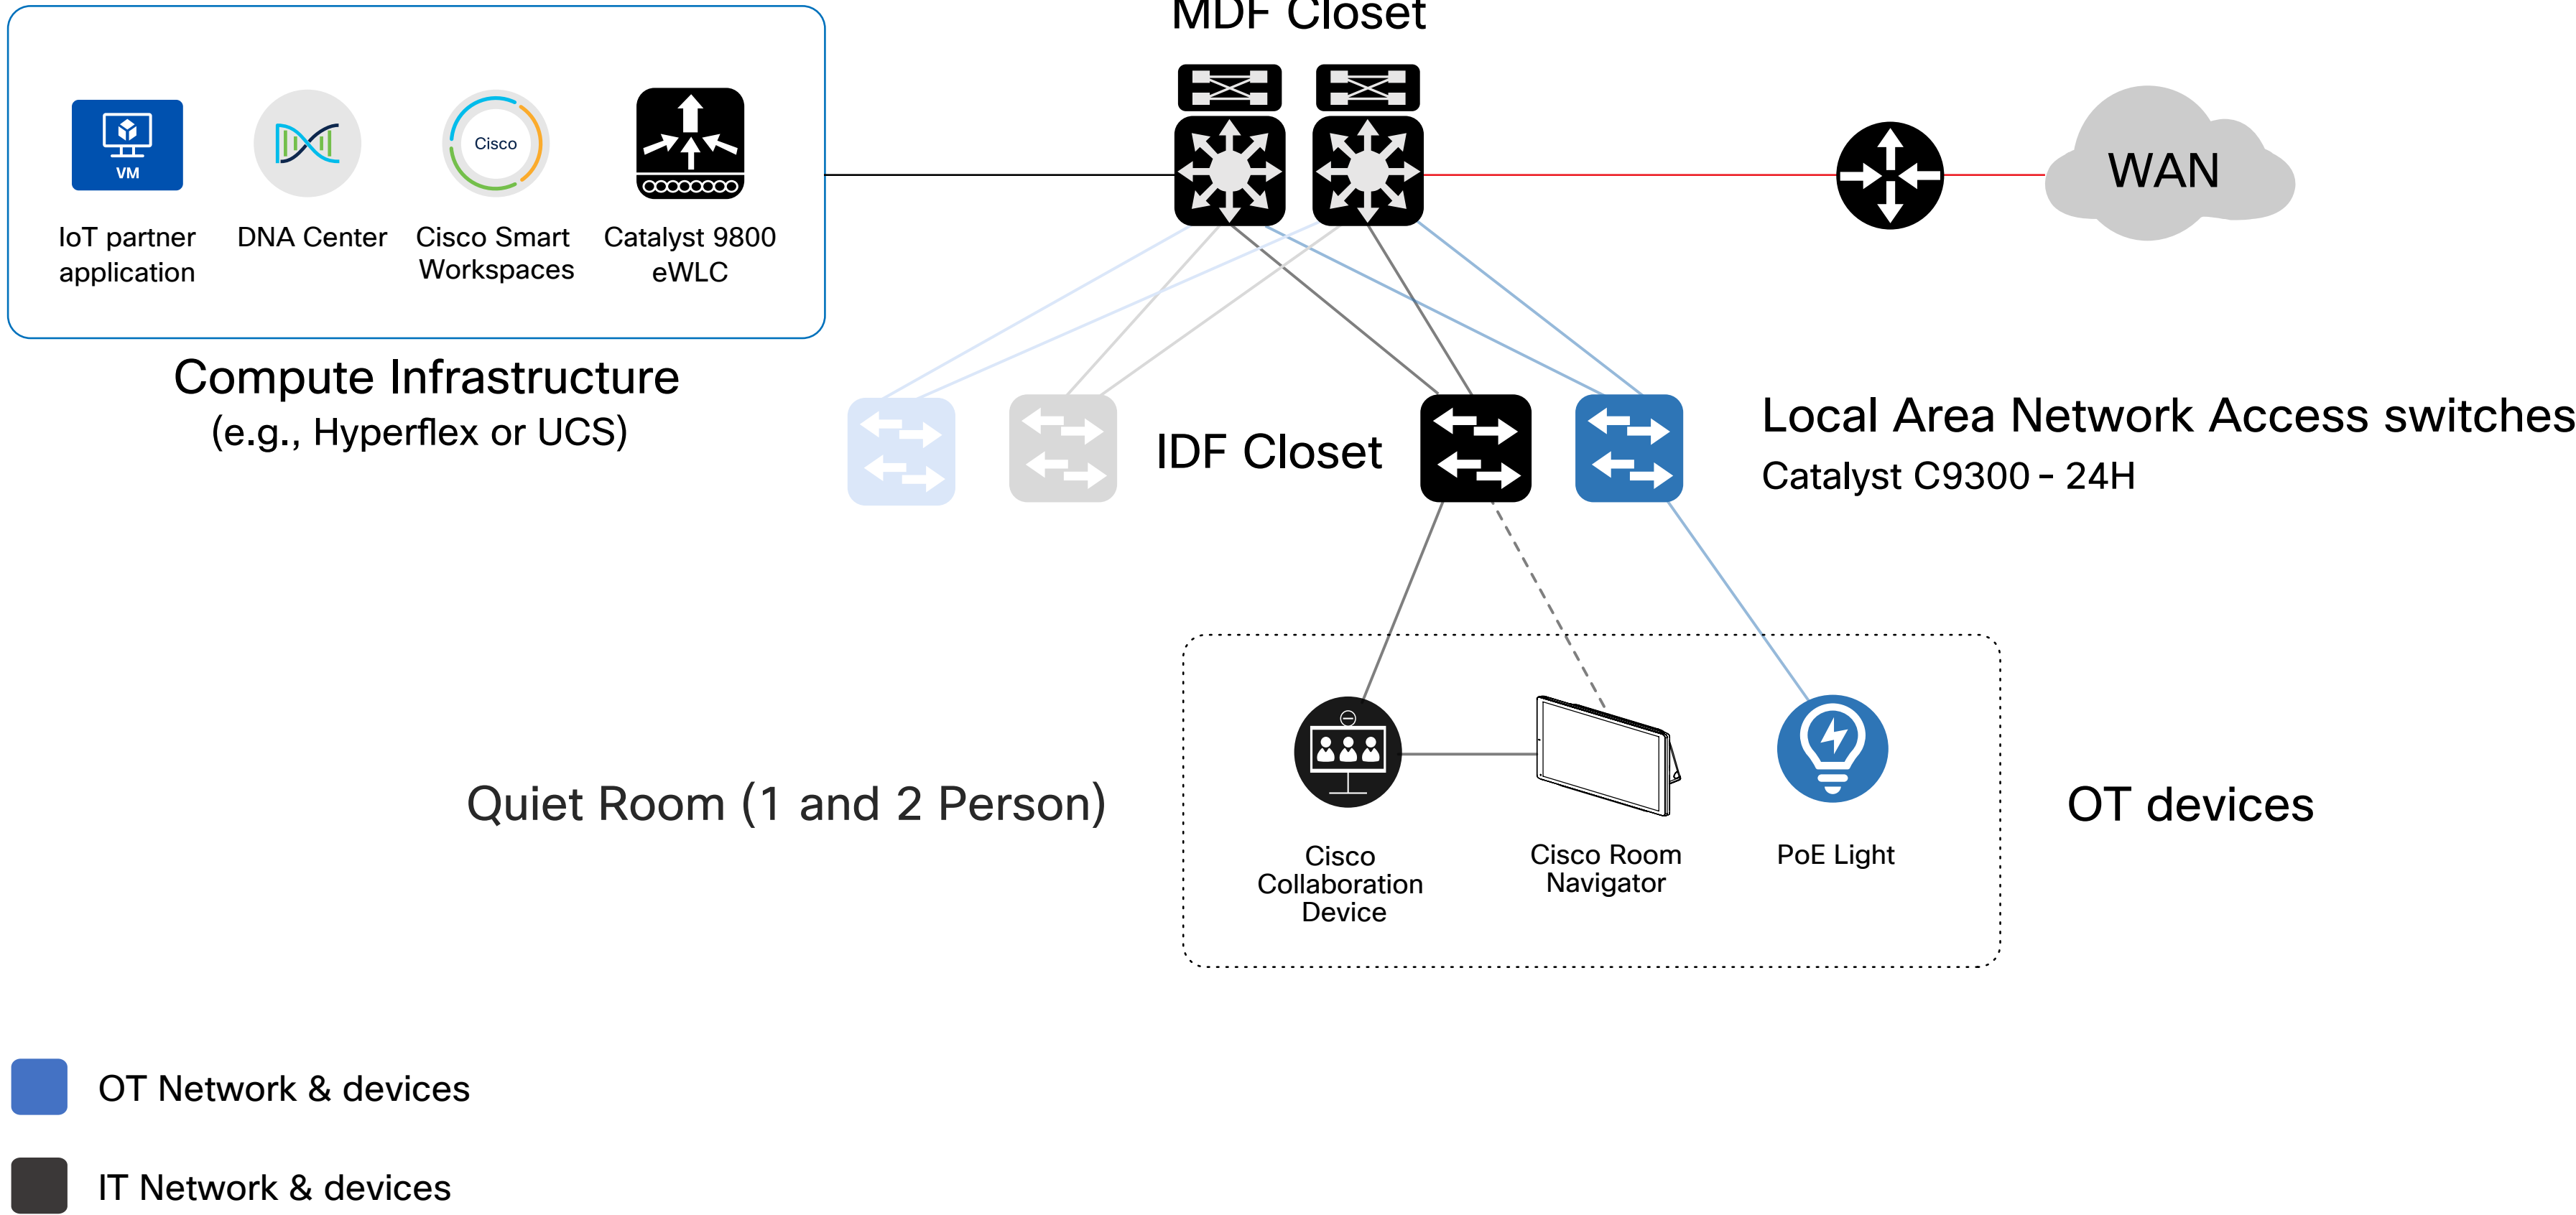 MDF Closet
VM
Cisco
IoT partner
application
DNA Center
Cisco Smart
Workspaces
Catalyst 9800
eWLC
WAN
Compute Infrastructure
(e.g., Hyperflex or UCS)
IDF Closet
Local Area Network Access switches
Catalyst C9300 - 24H
Quiet Room (1 and 2 Person)
Cisco
Collaboration
Device
Cisco Room
Navigator
PoE Light
OT devices
OT Network & devices
IT Network & devices